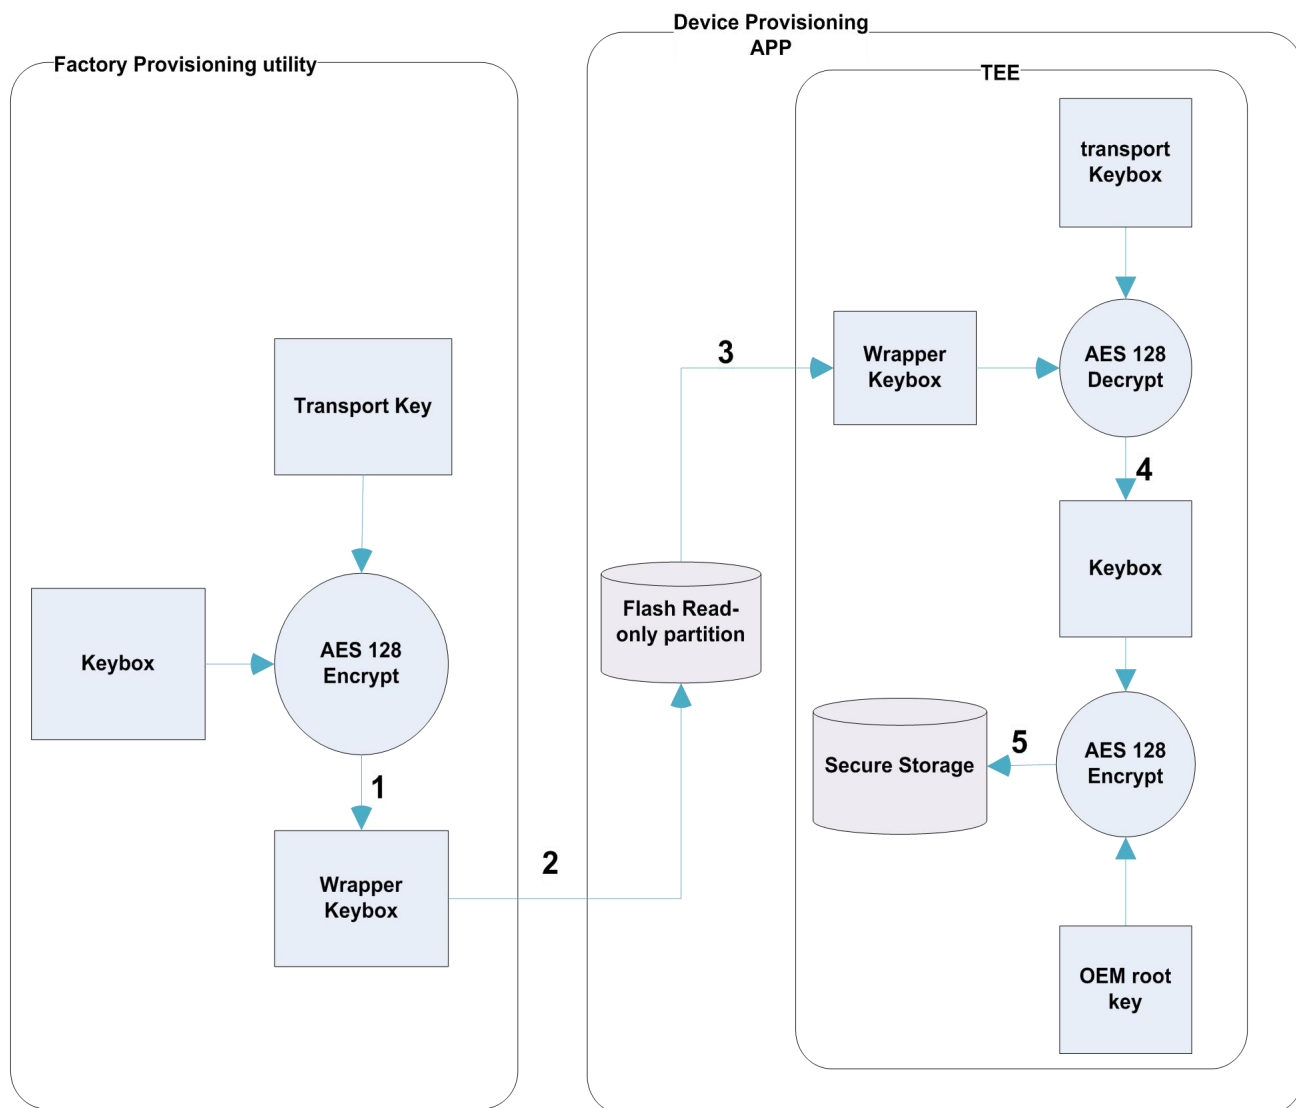 Factory Provisioning utility
Transport Key
Keybox
AES 128
Encrypt
1
Wrapper
Keybox
2
Device Provisioning
APP
Flash Read-
only partition
3
TEE
transport
Keybox
Wrapper
Keybox
AES 128
Decrypt
4
Keybox
Secure Storage
5
AES 128
Encrypt
OEM root
key